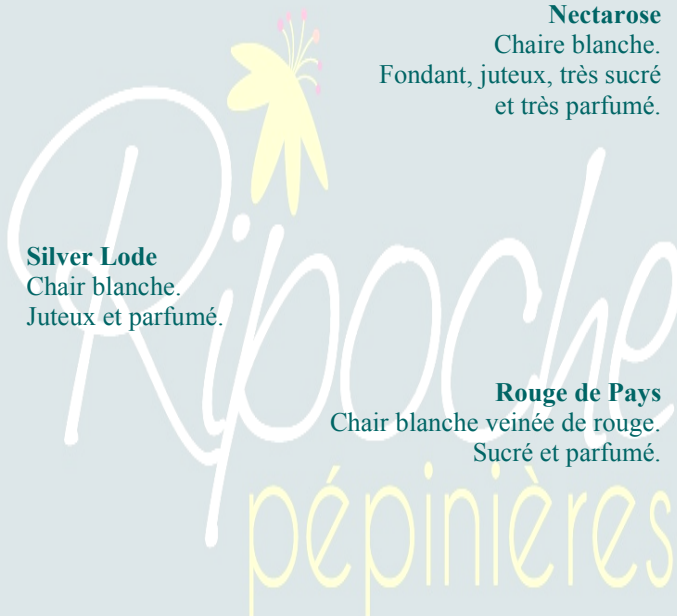 Nectarose
Chaire blanche.
Fondant, juteux, très sucré
et très parfumé.
Silver Lode
Chair blanche.
Juteux et parfumé.
Rouge de Pays
Chair blanche veinée de rouge.
Sucré et parfumé.
Ripoche
pépinières